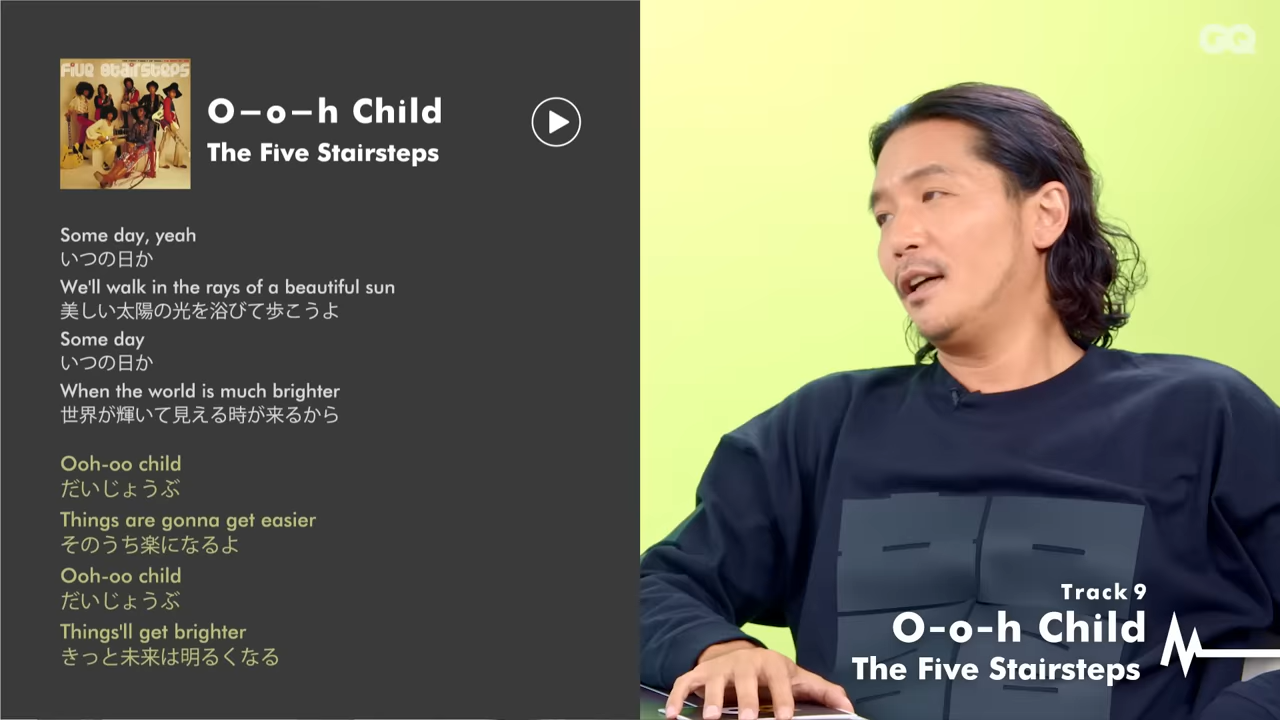 FIVE STAIRSTEPS
O–o–h Child
The Five Stairsteps
Some day, yeah
いつの日か
We'll walk in the rays of a beautiful sun
美しい太陽の光を浴びて歩こうよ
Some day
いつの日か
When the world is much brighter
世界が輝いて見える時が来るから
Ooh-oo child
だいじょうぶ
Things are gonna get easier
そのうち楽になるよ
Ooh-oo child
だいじょうぶ
Things'll get brighter
きっと未来は明るくなる
GQ
Track 9
O-o-h Child
The Five Stairsteps